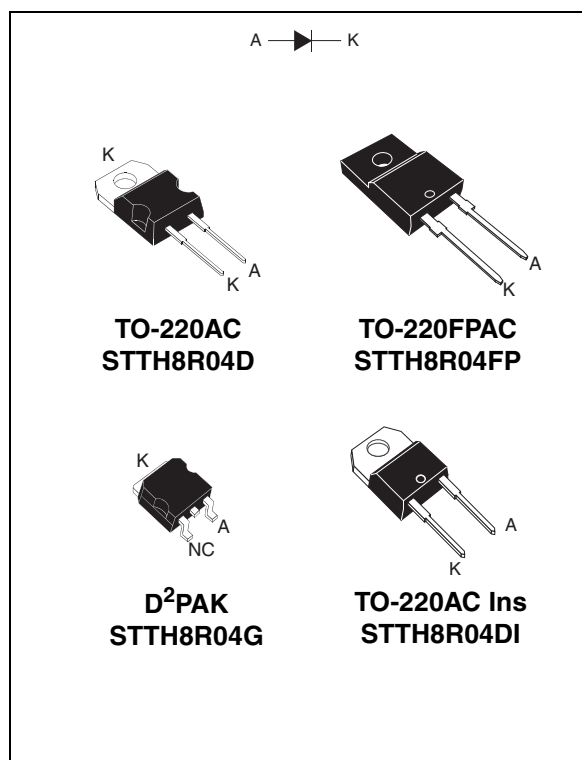 A K
K
K A
TO-220AC
STTH8R04D
A
K
TO-220FPAC
STTH8R04FP
K
A
NC
D²PAK
STTH8R04G
A
K
TO-220AC Ins
STTH8R04DI